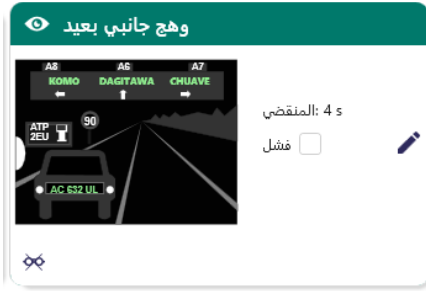 وهج جانبي بعيد
A8 A6 A7
KOMO DAGITAWA CHUAVE
90
ATP
2EU
AC 632 UL
المنقضي: 4 s
فشل